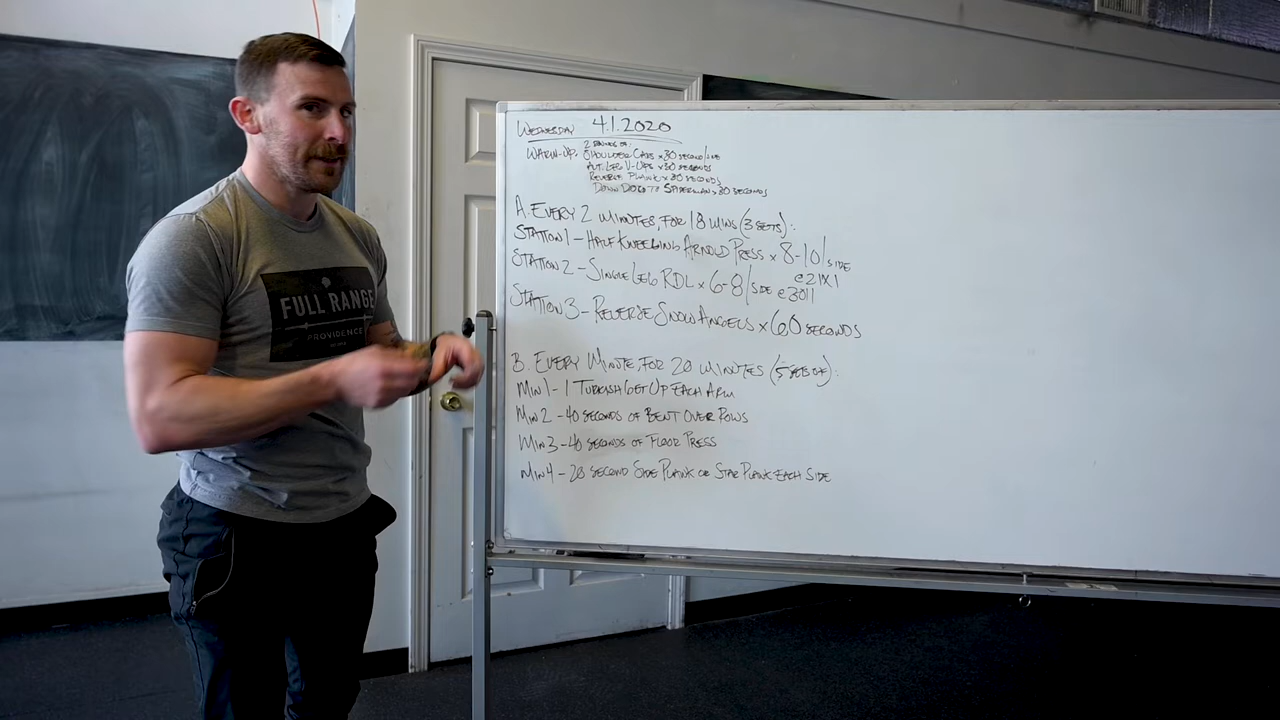 FULL RANGE
PROVIDENCE
WEDNESDAY 4.1.2020
2 ROUNDS OF:
WARM-UP: SHOULDER CARS x 30 SECONDS/SIDE
ALT. LEG V-UPS x 30 SECONDS
REVERSE PLANK x 30 SECONDS
DOWN DOG TO SPIDERMAN x 30 SECONDS
A. EVERY 2 MINUTES, FOR 18 MINS (3 SETS):
STATION 1 - HALF KNEELING ARNOLD PRESS x 8-10/SIDE
@21X1
STATION 2 - SINGLE LEG RDL x 6-8/SIDE @3011
STATION 3 - REVERSE SNOW ANGELS x 60 SECONDS
B. EVERY MINUTE, FOR 20 MINUTES (5 SETS OF):
MIN 1 - 1 TURKISH GET UP EACH ARM
MIN 2 - 40 SECONDS OF BENT OVER ROWS
MIN 3 - 40 SECONDS OF FLOOR PRESS
MIN 4 - 20 SECOND SIDE PLANK OR STAR PLANK EACH SIDE